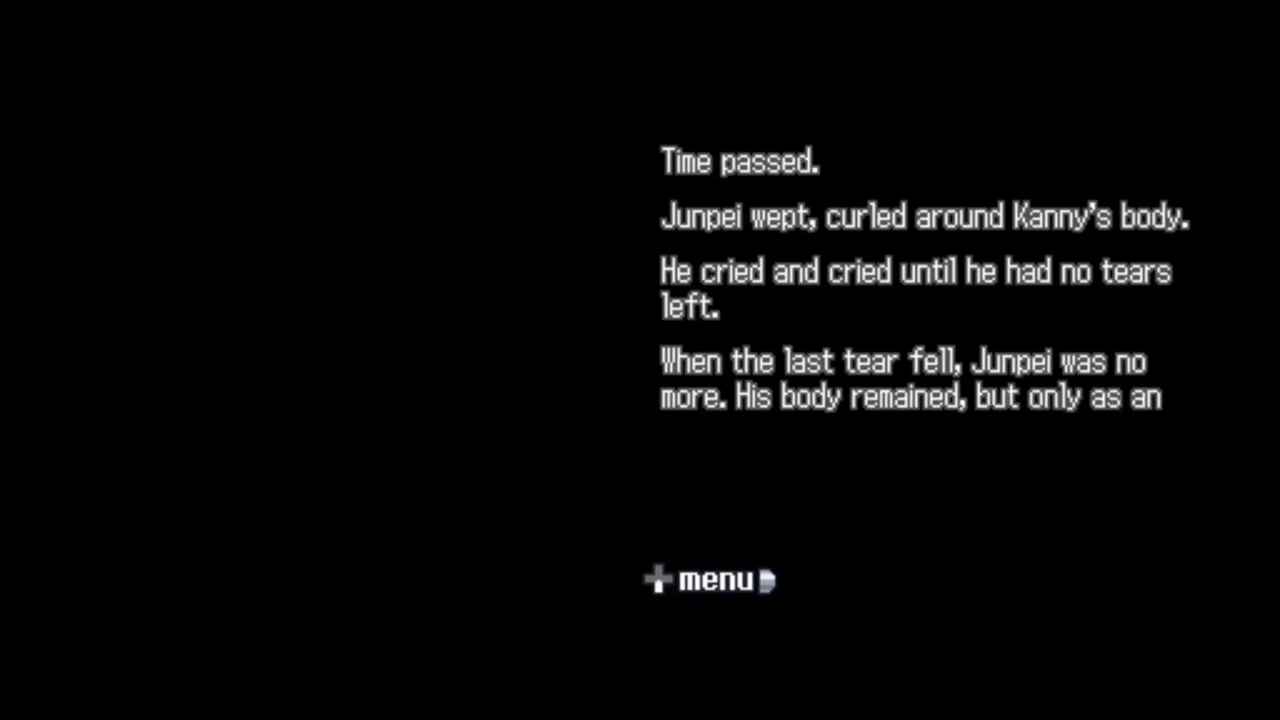 Time passed.
Junpei wept, curled around Kanny's body.
He cried and cried until he had no tears
left.
When the last tear fell, Junpei was no
more. His body remained, but only as an
menu